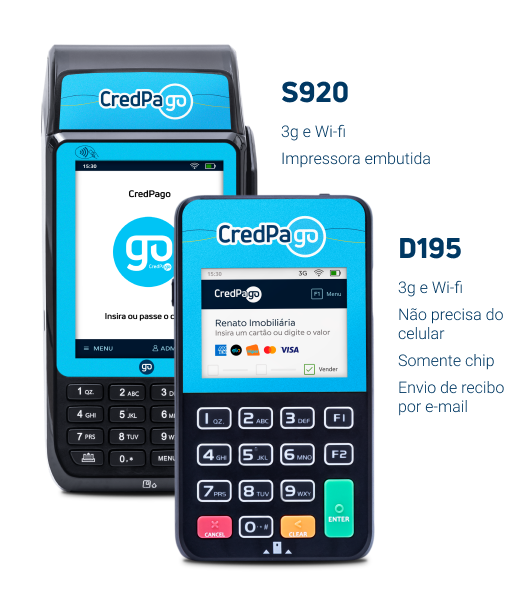 CredPago
S920
3g e Wi-fi
Impressora embutida
15:30
CredPago
go
CredPago
Insira ou passe o c
MENU
ADM
go
1 QZ.
2 ABC
3 D
4 GHI
5 JKL
6 M
7 PRS
8 TUV
9 W
0.*
MENU
CredPago
D195
3g e Wi-fi
Não precisa do
celular
Somente chip
Envio de recibo
por e-mail
15:30
3G
CredPago
F1 Menu
Renato Imobiliária
Insira um cartão ou digite o valor
elo
VISA
Vender
1 QZ.
2 ABC
3 DEF
F1
4 GHI
5 JKL
6 MNO
F2
7 PRS
8 TUV
9 WXY
CANCEL
0
CLEAR
ENTER